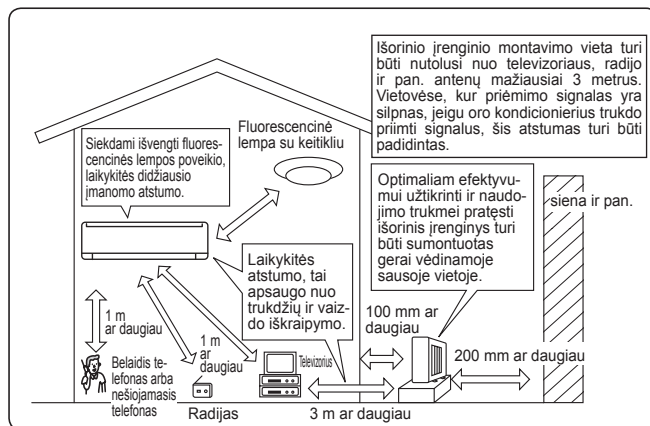 Išorinio įrenginio montavimo vieta turi
būti nutolusi nuo televizoriaus, radijo
ir pan. antenų mažiausiai 3 metrus.
Vietovėse, kur priėmimo signalas yra
silpnas, jeigu oro kondicionierius trukdo
priimti signalus, šis atstumas turi būti
padidintas.
Siekdami išvengti fluores-
cencinės lempos poveikio,
laikykitės didžiausio
įmanomo atstumo.
Fluorescencinė
lempa su keitikliu
Optimaliam efektyvu-
mui užtikrinti ir naudo-
jimo trukmei pratęsti
išorinis įrenginys turi
būti sumontuotas
gerai vėdinamoje
sausoje vietoje.
siena ir pan.
Laikykitės
atstumo, tai
apsaugo nuo
trukdžių ir vaiz-
do iškraipymo.
1 m
ar daugiau
1 m
ar
daugiau
Televizorius
100 mm ar
daugiau
200 mm ar daugiau
Belaidis te-
lefonas arba
nešiojamasis
telefonas
Radijas
3 m ar daugiau